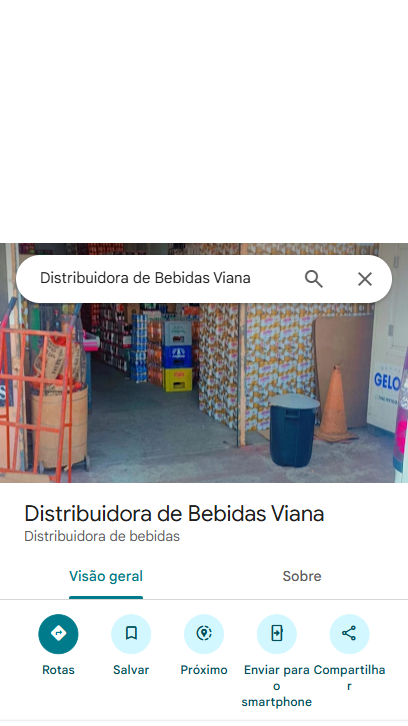 Distribuidora de Bebidas Viana
GELO
Distribuidora de Bebidas Viana
Distribuidora de bebidas
Visão geral
Sobre
Rotas
Salvar
Próximo
Enviar para
o
smartphone
Compartilha
r